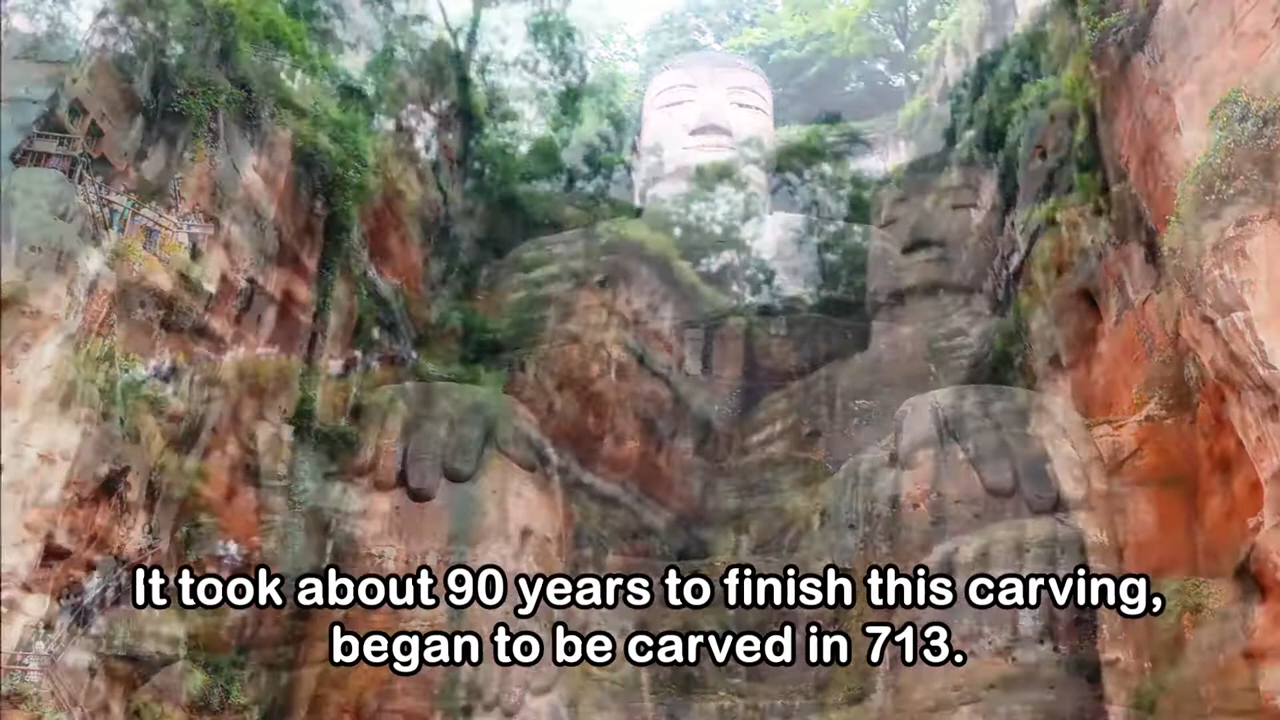 It took about 90 years to finish this carving,
began to be carved in 713.